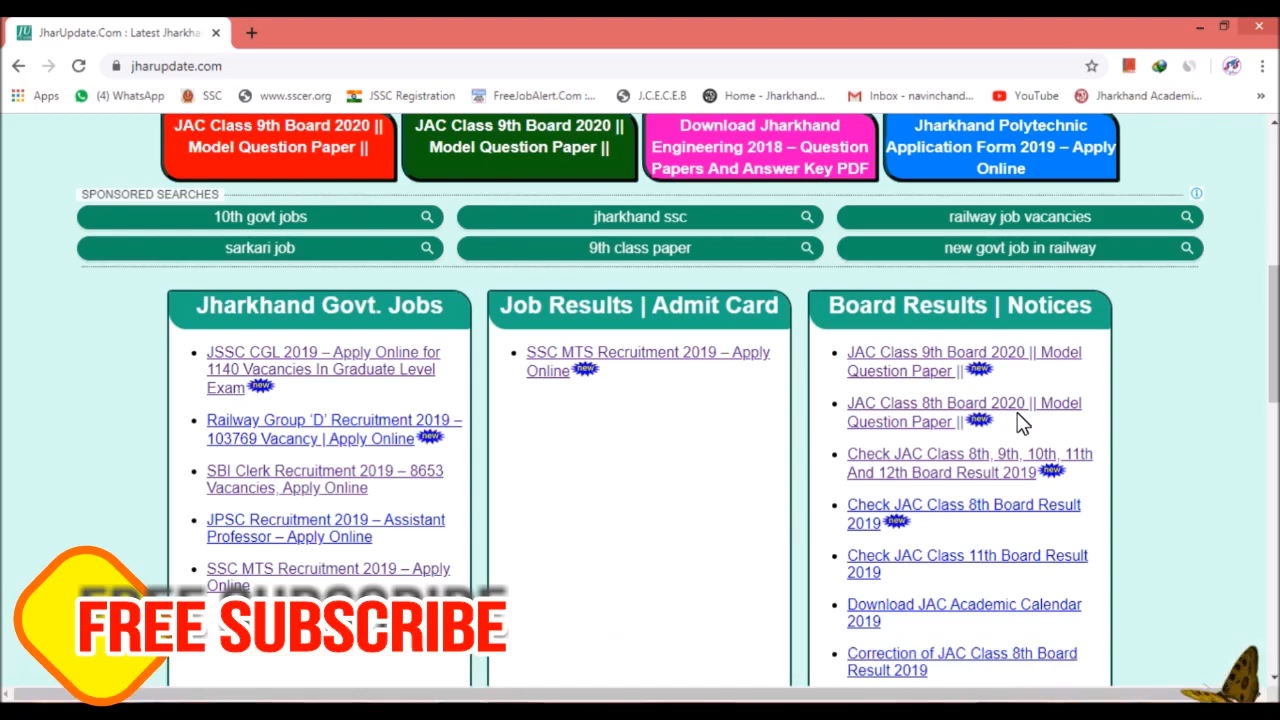 JharUpdate.Com : Latest Jharkha
jharupdate.com
Apps (4) WhatsApp SSC www.sscer.org JSSC Registration FreeJobAlert.Com :... J.C.E.C.E.B Home - Jharkhand... Inbox - navinchand... YouTube Jharkhand Academi... »
JAC Class 9th Board 2020 ||
Model Question Paper ||
JAC Class 9th Board 2020 ||
Model Question Paper ||
Download Jharkhand
Engineering 2018 – Question
Papers And Answer Key PDF
Jharkhand Polytechnic
Application Form 2019 – Apply
Online
SPONSORED SEARCHES
10th govt jobs
jharkhand ssc
railway job vacancies
sarkari job
9th class paper
new govt job in railway
Jharkhand Govt. Jobs
JSSC CGL 2019 – Apply Online for
1140 Vacancies In Graduate Level
Exam new
Railway Group ‘D’ Recruitment 2019 –
103769 Vacancy | Apply Online new
SBI Clerk Recruitment 2019 – 8653
Vacancies, Apply Online
JPSC Recruitment 2019 – Assistant
Professor – Apply Online
SSC MTS Recruitment 2019 – Apply
Online
Job Results | Admit Card
SSC MTS Recruitment 2019 – Apply
Online new
Board Results | Notices
JAC Class 9th Board 2020 || Model
Question Paper || new
JAC Class 8th Board 2020 || Model
Question Paper || new
Check JAC Class 8th, 9th, 10th, 11th
And 12th Board Result 2019 new
Check JAC Class 8th Board Result
2019 new
Check JAC Class 11th Board Result
2019
Download JAC Academic Calendar
2019
Correction of JAC Class 8th Board
Result 2019
FREE SUBSCRIBE